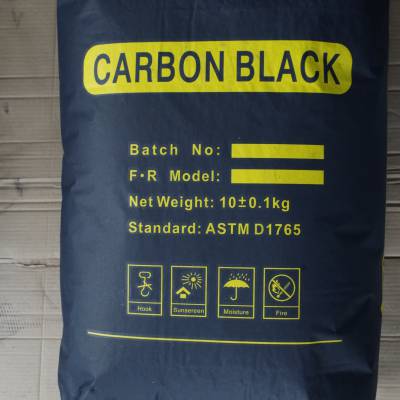 CARBON BLACK
Batch No:
F·R Model:
Net Weight: 10±0.1kg
Standard: ASTM D1765
Hook Sunscreen Moisture Fire